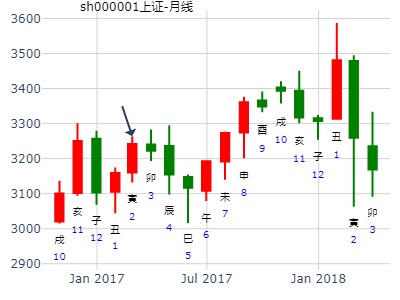 sh000001上证-月线
3600
3500
3400
3300
3200
3100
3000
2900
戌
10
亥
11
子
12
丑
1
寅
2
卯
3
辰
4
巳
5
午
6
未
7
申
8
酉
9
戌
10
亥
11
子
12
丑
1
寅
2
卯
3
Jan 2017
Jul 2017
Jan 2018